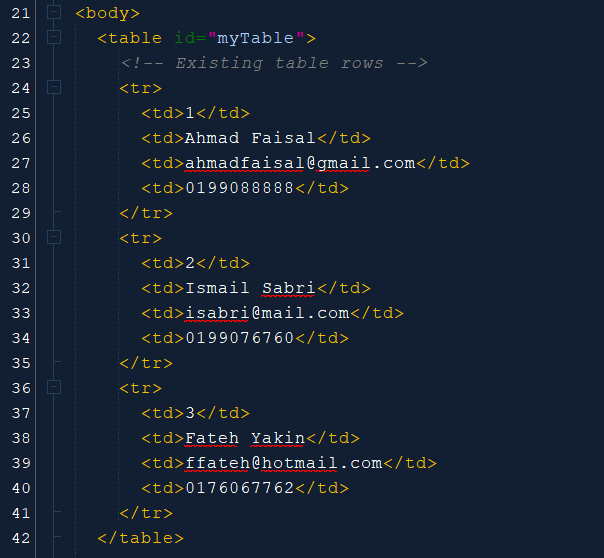 21 <body>
22 <table id="myTable">
23 <!-- Existing table rows -->
24 <tr>
25 <td>1</td>
26 <td>Ahmad Faisal</td>
27 <td>ahmadfaisal@gmail.com</td>
28 <td>0199088888</td>
29 </tr>
30 <tr>
31 <td>2</td>
32 <td>Ismail Sabri</td>
33 <td>isabri@mail.com</td>
34 <td>0199076760</td>
35 </tr>
36 <tr>
37 <td>3</td>
38 <td>Fateh Yakin</td>
39 <td>ffateh@hotmail.com</td>
40 <td>0176067762</td>
41 </tr>
42 </table>